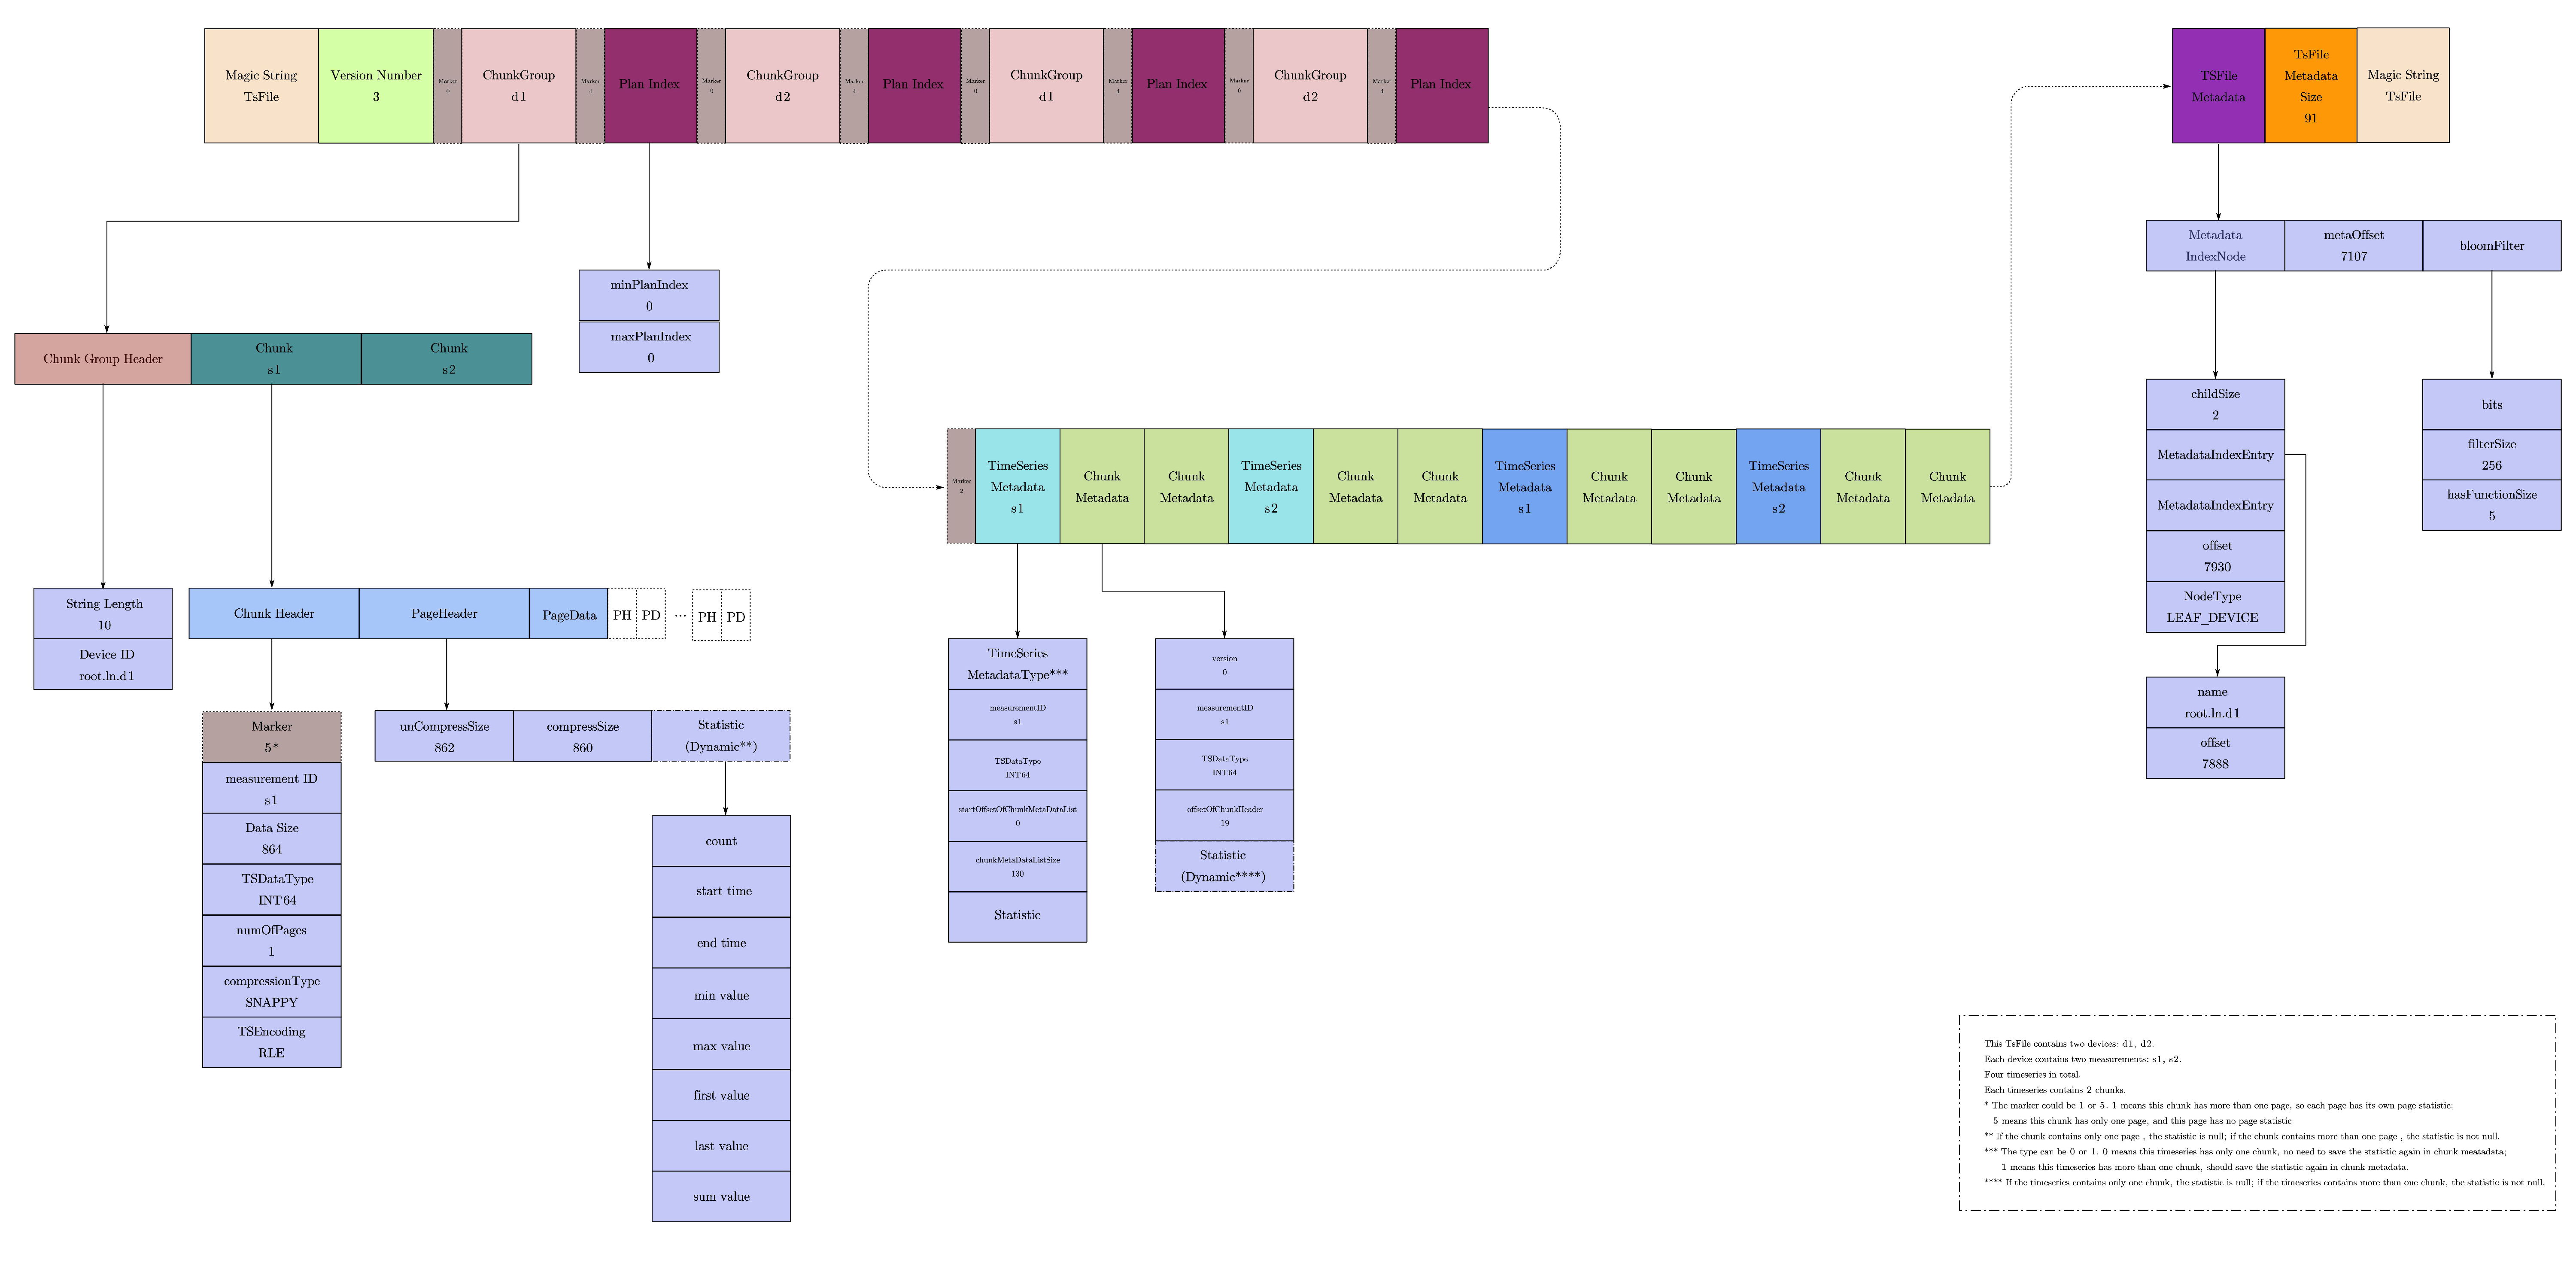 Magic String
TsFile
Version Number
3
Marker
0
ChunkGroup
d1
Marker
4
Plan Index
Marker
0
ChunkGroup
d2
Marker
4
Plan Index
Marker
0
ChunkGroup
d1
Marker
4
Plan Index
Marker
0
ChunkGroup
d2
Marker
4
Plan Index
TSFile
Metadata
TsFile
Metadata
Size
91
Magic String
TsFile
Metadata
IndexNode
metaOffset
7107
bloomFilter
minPlanIndex
0
maxPlanIndex
0
Chunk Group Header
Chunk
s1
Chunk
s2
childSize
2
MetadataIndexEntry
MetadataIndexEntry
offset
7930
NodeType
LEAF_DEVICE
bits
filterSize
256
hasFunctionSize
5
Marker
2
TimeSeries
Metadata
s1
Chunk
Metadata
Chunk
Metadata
TimeSeries
Metadata
s2
Chunk
Metadata
Chunk
Metadata
TimeSeries
Metadata
s1
Chunk
Metadata
Chunk
Metadata
TimeSeries
Metadata
s2
Chunk
Metadata
Chunk
Metadata
String Length
10
Device ID
root.ln.d1
Chunk Header
PageHeader
PageData
PH
PD
...
PH
PD
name
root.ln.d1
offset
7888
Marker
5*
measurement ID
s1
Data Size
864
TSDataType
INT64
numOfPages
1
compressionType
SNAPPY
TSEncoding
RLE
unCompressSize
862
compressSize
860
Statistic
(Dynamic**)
count
start time
end time
min value
max value
first value
last value
sum value
TimeSeries
MetadataType***
measurementID
s1
TSDataType
INT64
startOffsetOfChunkMetaDataList
0
chunkMetaDataListSize
130
Statistic
version
0
measurementID
s1
TSDataType
INT64
offsetOfChunkHeader
19
Statistic
(Dynamic****)
This TsFile contains two devices: d1, d2.
Each device contains two measurements: s1, s2.
Four timeseries in total.
Each timeseries contains 2 chunks.
* The marker could be 1 or 5. 1 means this chunk has more than one page, so each page has its own page statistic;
5 means this chunk has only one page, and this page has no page statistic
** If the chunk contains only one page , the statistic is null; if the chunk contains more than one page , the statistic is not null.
*** The type can be 0 or 1. 0 means this timeseries has only one chunk, no need to save the statistic again in chunk meatadata;
1 means this timeseries has more than one chunk, should save the statistic again in chunk metadata.
**** If the timeseries contains only one chunk, the statistic is null; if the timeseries contains more than one chunk, the statistic is not null.